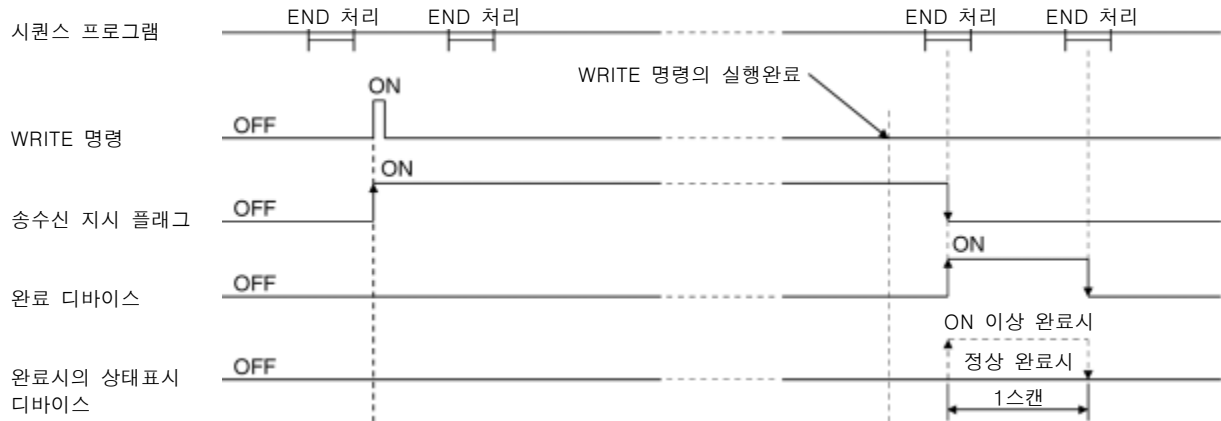 END 처리 END 처리 END 처리 END 처리
시퀀스 프로그램
WRITE 명령의 실행완료
ON
OFF
WRITE 명령
ON
OFF
송수신 지시 플래그
ON
OFF
완료 디바이스
ON 이상 완료시
OFF
정상 완료시
완료시의 상태표시
디바이스
1스캔